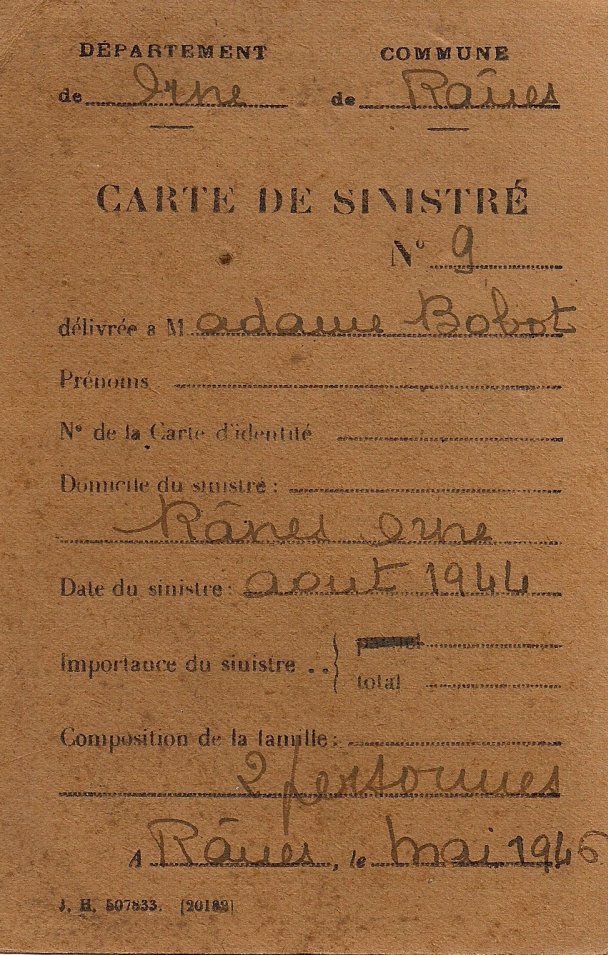 DÉPARTEMENT COMMUNE
de Orne de Rânes
CARTE DE SINISTRÉ
N° 9
délivrée a Madame Bobot
Prénoms
N° de la Carte d'identité
Domicile du sinistre :
Rânes Orne
Date du sinistre : aout 1944
Importance du sinistre .. { partiel
total
Composition de la famille :
2 personnes
A Rânes, le Mai 1946
J. H. 507833. [20182]